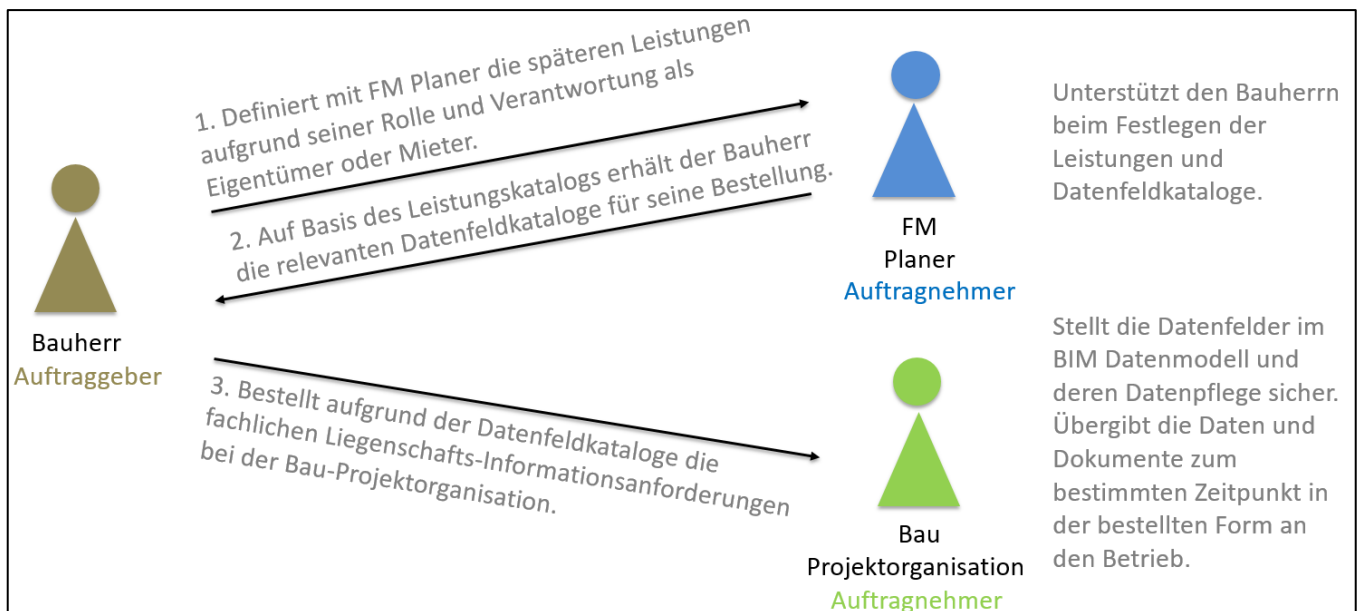 1. Definiert mit FM Planer die späteren Leistungen
aufgrund seiner Rolle und Verantwortung als
Eigentümer oder Mieter.
2. Auf Basis des Leistungskatalogs erhält der Bauherr
die relevanten Datenfeldkataloge für seine Bestellung.
3. Bestellt aufgrund der Datenfeldkataloge die
fachlichen Liegenschafts-Informationsanforderungen
bei der Bau-Projektorganisation.
Bauherr
Auftraggeber
FM
Planer
Auftragnehmer
Unterstützt den Bauherrn
beim Festlegen der
Leistungen und
Datenfeldkataloge.
Bau
Projektorganisation
Auftragnehmer
Stellt die Datenfelder im
BIM Datenmodell und
deren Datenpflege sicher.
Übergibt die Daten und
Dokumente zum
bestimmten Zeitpunkt in
der bestellten Form an
den Betrieb.